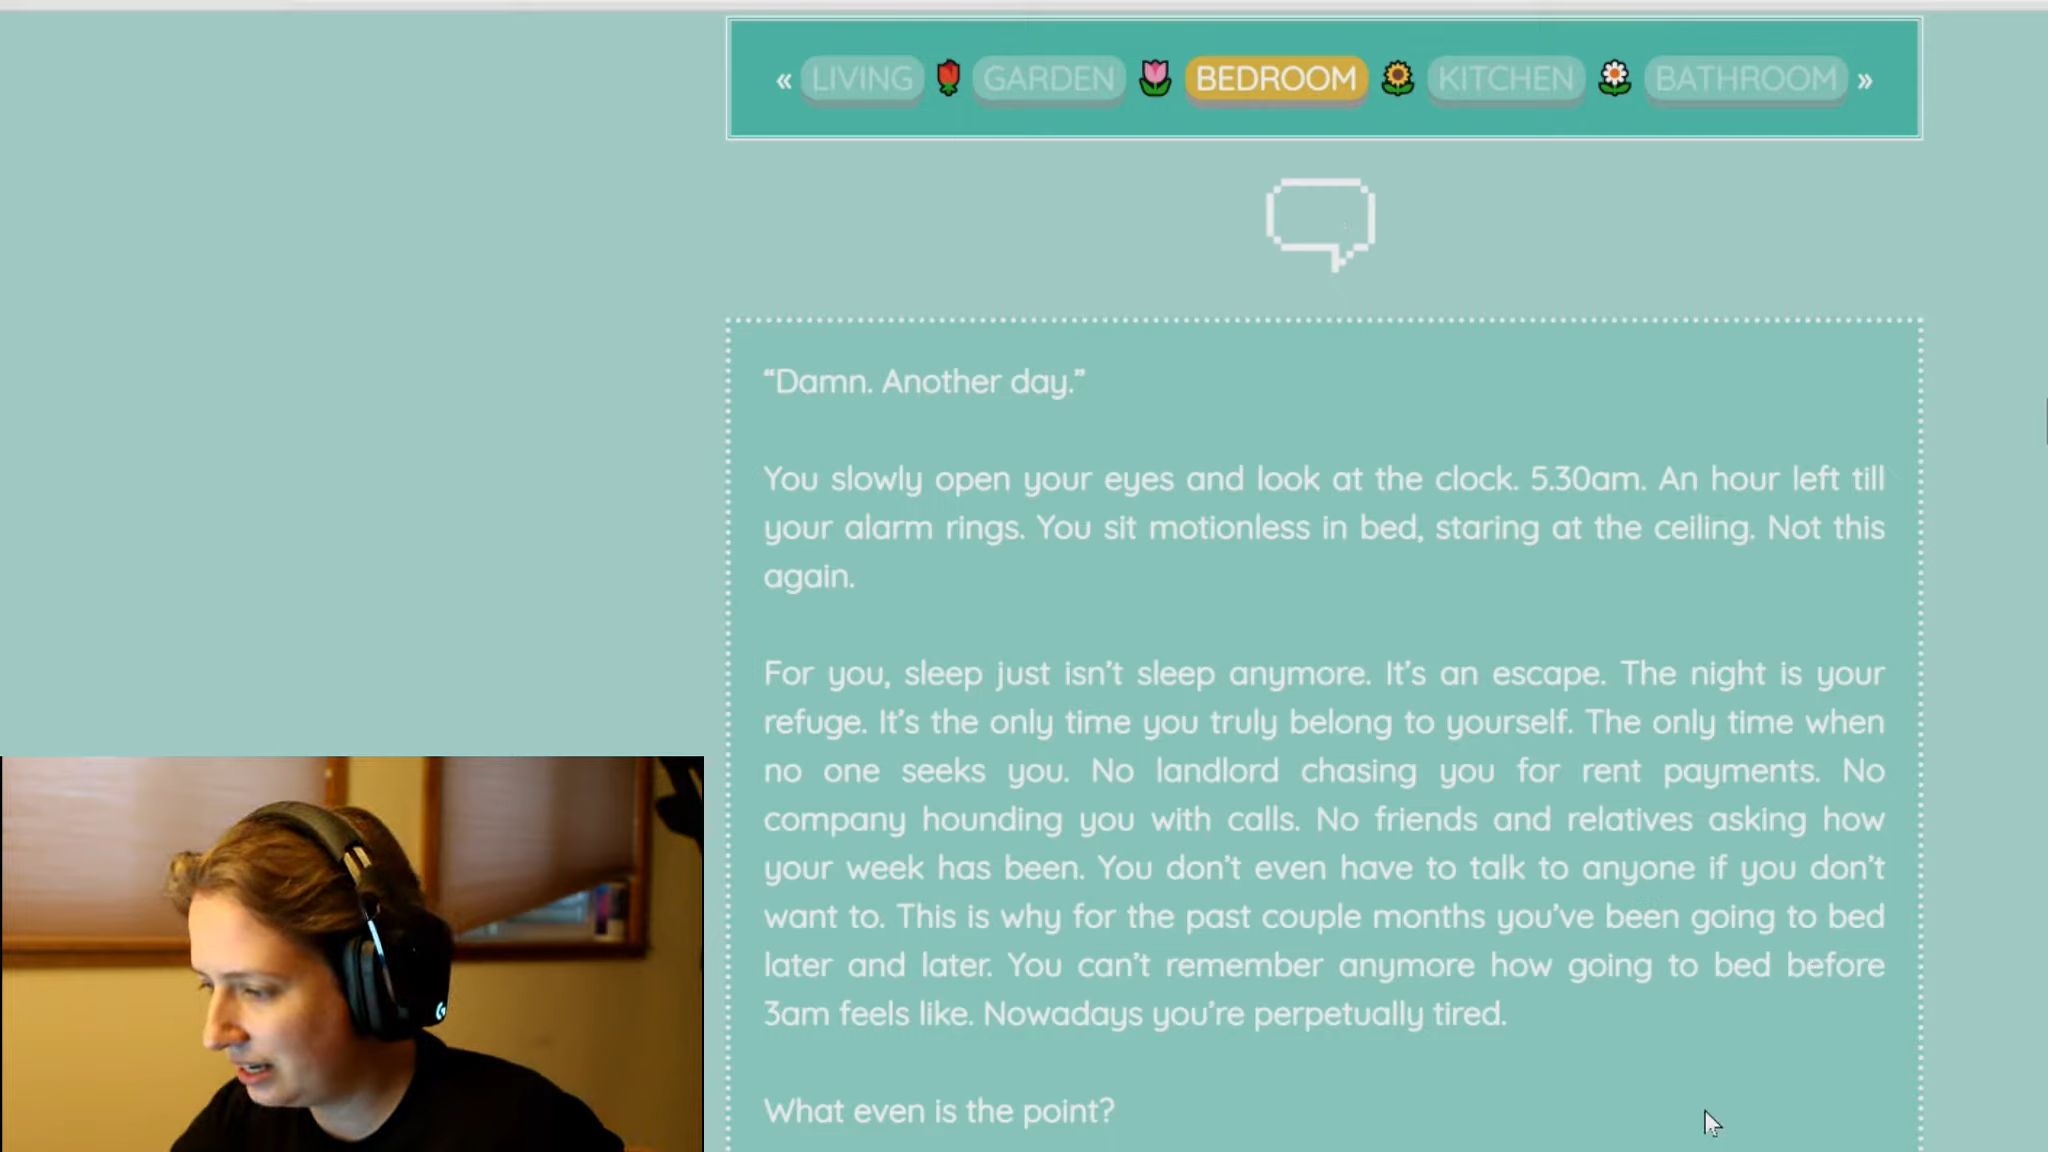 « LIVING GARDEN BEDROOM KITCHEN BATHROOM »
“Damn. Another day.”
You slowly open your eyes and look at the clock. 5.30am. An hour left till
your alarm rings. You sit motionless in bed, staring at the ceiling. Not this
again.
For you, sleep just isn’t sleep anymore. It’s an escape. The night is your
refuge. It’s the only time you truly belong to yourself. The only time when
no one seeks you. No landlord chasing you for rent payments. No
company hounding you with calls. No friends and relatives asking how
your week has been. You don’t even have to talk to anyone if you don’t
want to. This is why for the past couple months you’ve been going to bed
later and later. You can’t remember anymore how going to bed before
3am feels like. Nowadays you’re perpetually tired.
What even is the point?